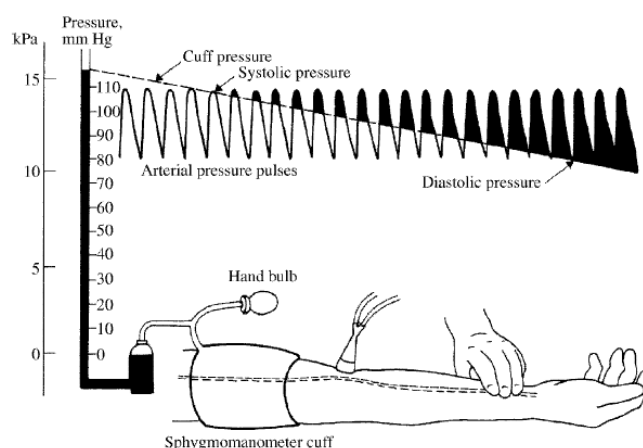 Pressure,
kPa mm Hg
Cuff pressure
Systolic pressure
15
110
100
90
80
Arterial pressure pulses
10
70
Diastolic pressure
60
50
5
40
30
Hand bulb
20
10
0
0
Sphygmomanometer cuff